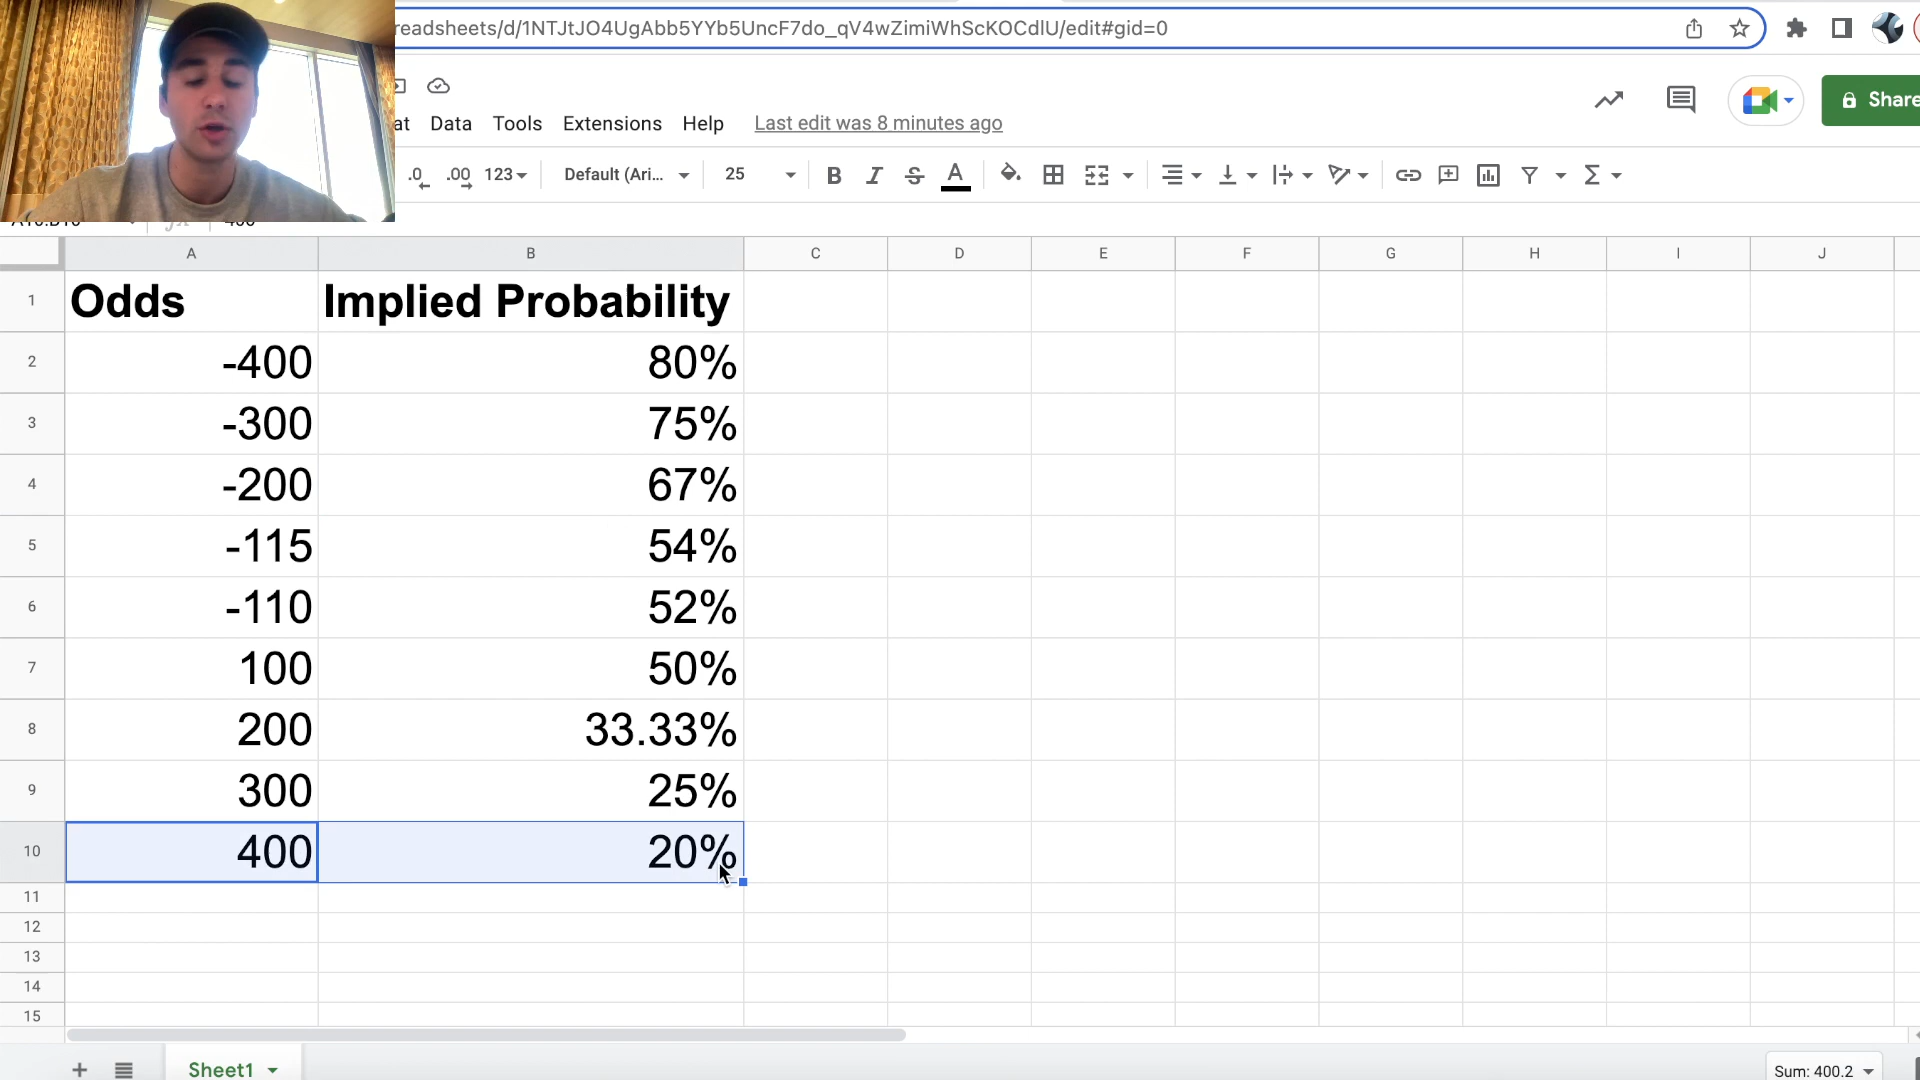 readsheets/d/1NTJtJO4UgAbb5YYb5UncF7do_qV4wZimiWhScKOCdlU/edit#gid=0
at Data Tools Extensions Help Last edit was 8 minutes ago
Share
.0 .00 123 Default (Ari... 25 B I S A
A B C D E F G H I J
1 Odds Implied Probability
2 -400 80%
3 -300 75%
4 -200 67%
5 -115 54%
6 -110 52%
7 100 50%
8 200 33.33%
9 300 25%
10 400 20%
11
12
13
14
15
Sheet1 Sum: 400.2